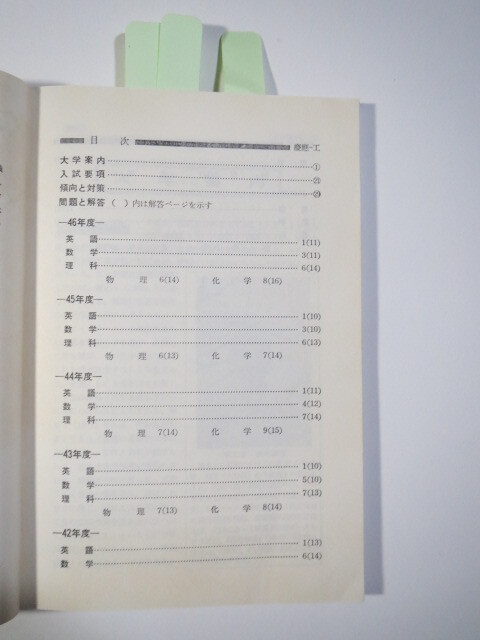 目次
慶應-工
大学案内 ①
入試要項 ㉑
傾向と対策 ㉙
問題と解答 ( )内は解答ページを示す
—46年度—
英語 1(11)
数学 3(11)
理科 6(14)
物理 6(14) 化学 8(16)
—45年度—
英語 1(10)
数学 3(10)
理科 6(13)
物理 6(13) 化学 7(14)
—44年度—
英語 1(11)
数学 4(12)
理科 7(14)
物理 7(14) 化学 9(15)
—43年度—
英語 1(10)
数学 5(10)
理科 7(13)
物理 7(13) 化学 8(14)
—42年度—
英語 1(13)
数学 6(14)